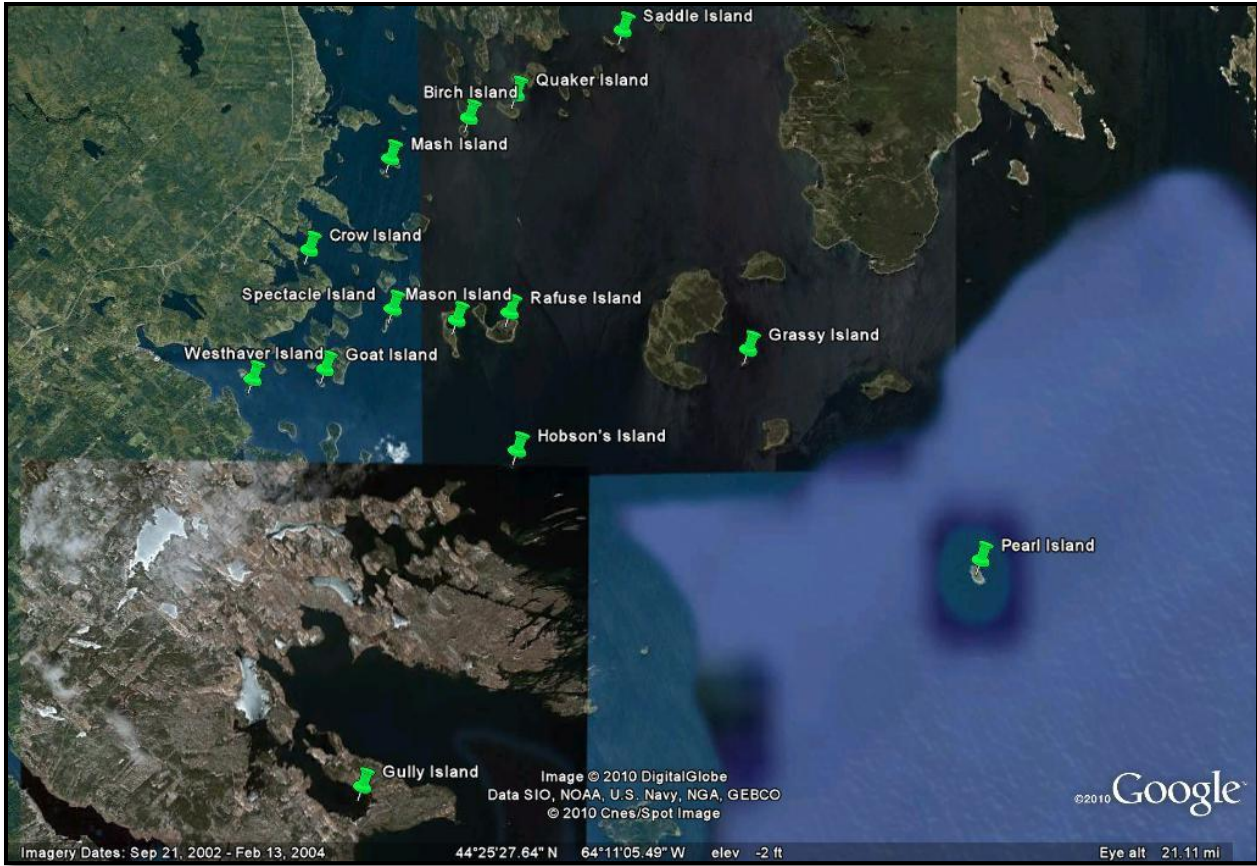 Saddle Island
Quaker Island
Birch Island
Mash Island
Crow Island
Spectacle Island
Mason Island
Rafuse Island
Grassy Island
Westhaver Island
Goat Island
Hobson's Island
Pearl Island
Gully Island
Image © 2010 DigitalGlobe
Data SIO, NOAA, U.S. Navy, NGA, GEBCO
© 2010 Cnes/Spot Image
©2010 Google
Imagery Dates: Sep 21, 2002 - Feb 13, 2004 44°25'27.64" N 64°11'05.49" W elev -2 ft Eye alt 21.11 mi